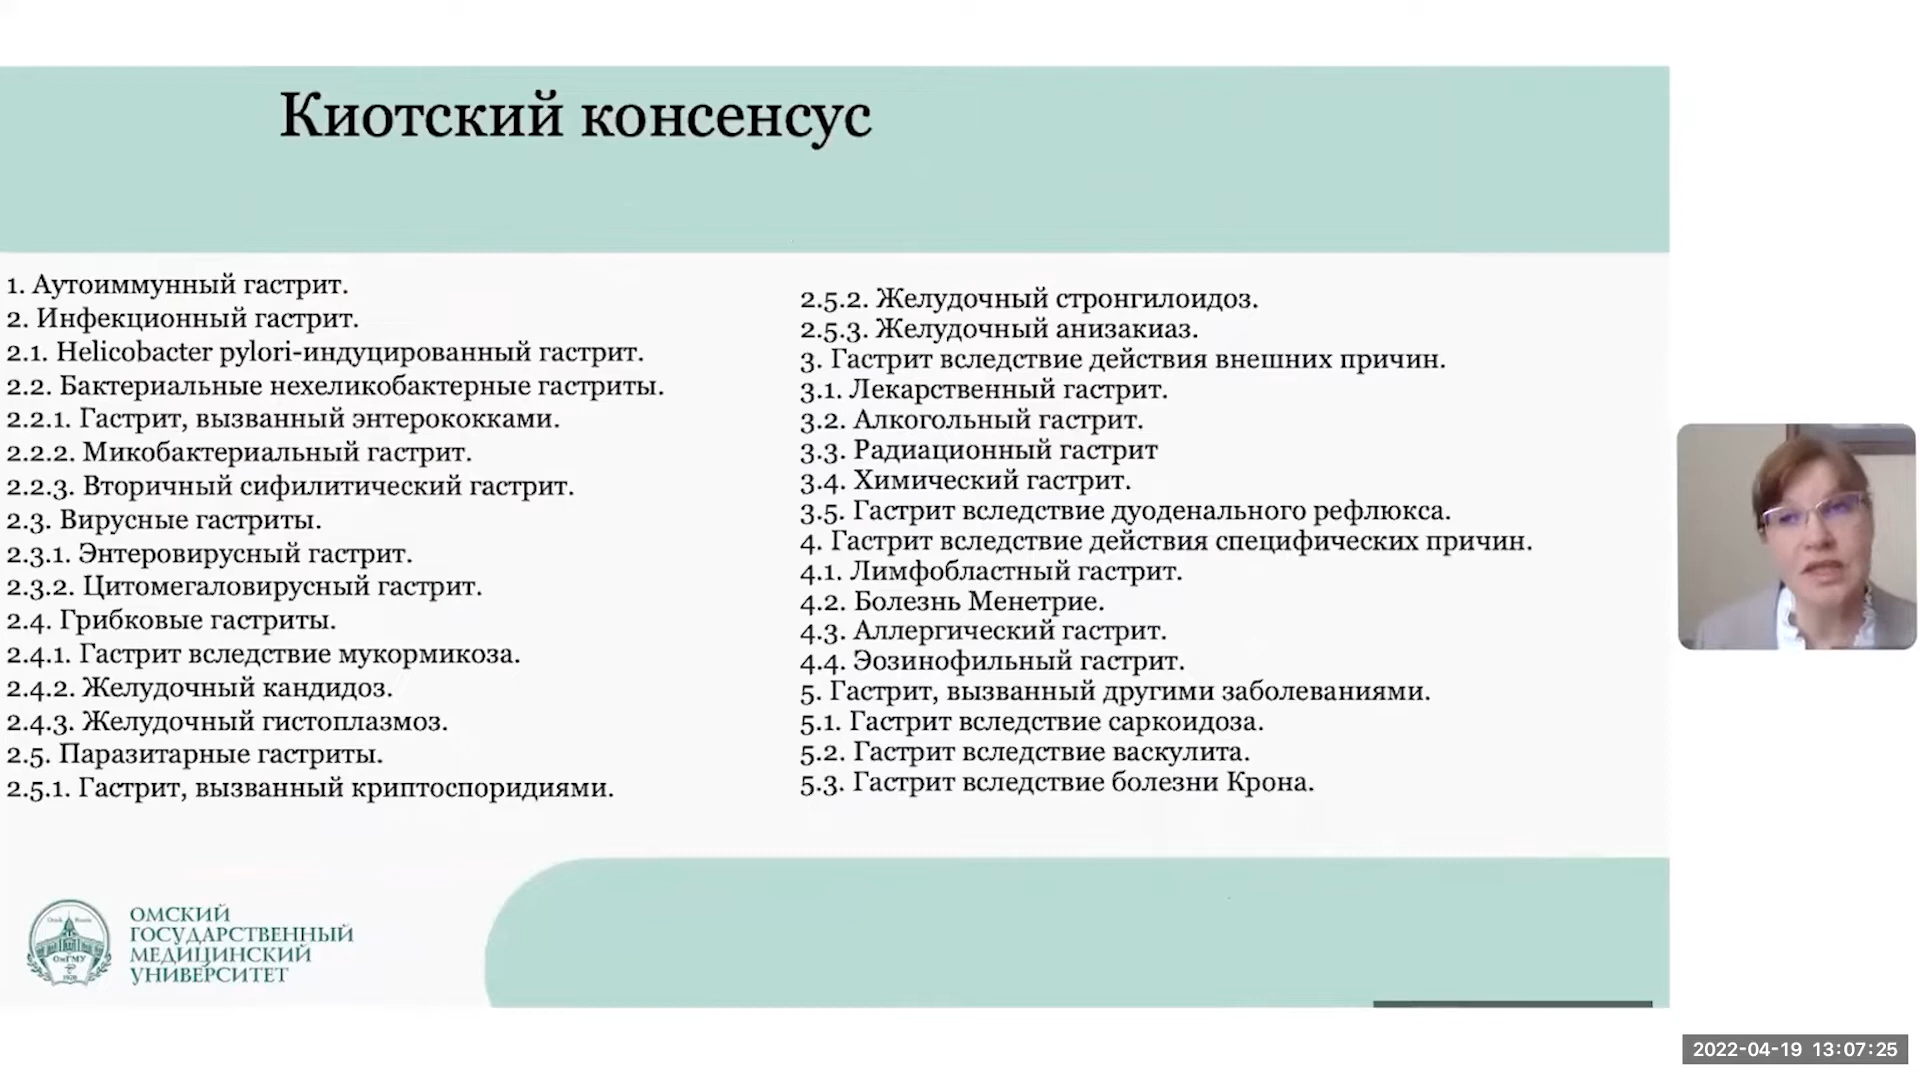 Киотский консенсус
1. Аутоиммунный гастрит.
2. Инфекционный гастрит.
2.1. Helicobacter pylori-индуцированный гастрит.
2.2. Бактериальные нехеликобактерные гастриты.
2.2.1. Гастрит, вызванный энтерококками.
2.2.2. Микобактериальный гастрит.
2.2.3. Вторичный сифилитический гастрит.
2.3. Вирусные гастриты.
2.3.1. Энтеровирусный гастрит.
2.3.2. Цитомегаловирусный гастрит.
2.4. Грибковые гастриты.
2.4.1. Гастрит вследствие мукормикоза.
2.4.2. Желудочный кандидоз.
2.4.3. Желудочный гистоплазмоз.
2.5. Паразитарные гастриты.
2.5.1. Гастрит, вызванный криптоспоридиями.
2.5.2. Желудочный стронгилоидоз.
2.5.3. Желудочный анизакиаз.
3. Гастрит вследствие действия внешних причин.
3.1. Лекарственный гастрит.
3.2. Алкогольный гастрит.
3.3. Радиационный гастрит
3.4. Химический гастрит.
3.5. Гастрит вследствие дуоденального рефлюкса.
4. Гастрит вследствие действия специфических причин.
4.1. Лимфобластный гастрит.
4.2. Болезнь Менетрие.
4.3. Аллергический гастрит.
4.4. Эозинофильный гастрит.
5. Гастрит, вызванный другими заболеваниями.
5.1. Гастрит вследствие саркоидоза.
5.2. Гастрит вследствие васкулита.
5.3. Гастрит вследствие болезни Крона.
ОмГМУ
ОМСКИЙ
ГОСУДАРСТВЕННЫЙ
МЕДИЦИНСКИЙ
УНИВЕРСИТЕТ
2022-04-19 13:07:25